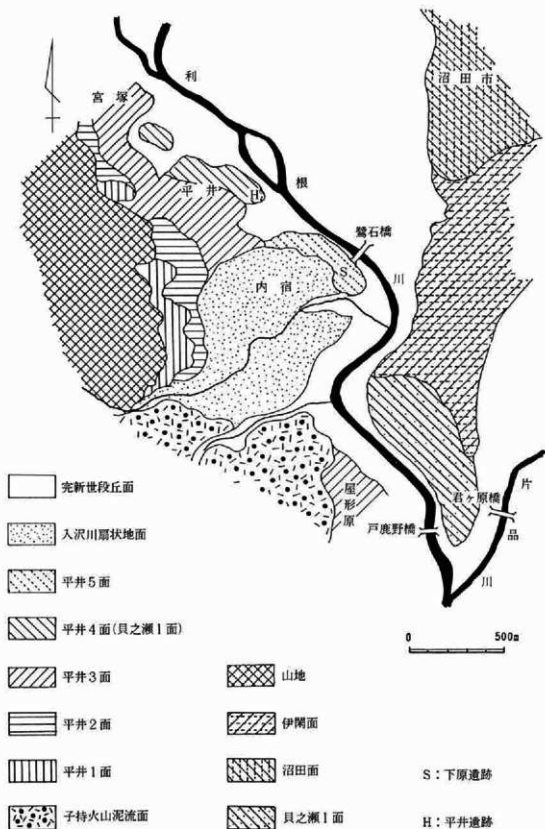 利
根
川
宮塚
平井
H
沼田市
鷺石橋
S
内宿
屋形原
君ヶ原橋
戸鹿野橋
片
品
川
0 500m
完新世段丘面
入沢川扇状地面
平井5面
平井4面(貝之瀬1面)
平井3面
平井2面
平井1面
子持火山泥流面
山地
伊閑面
沼田面
貝之瀬1面
S:下原遺跡
H:平井遺跡